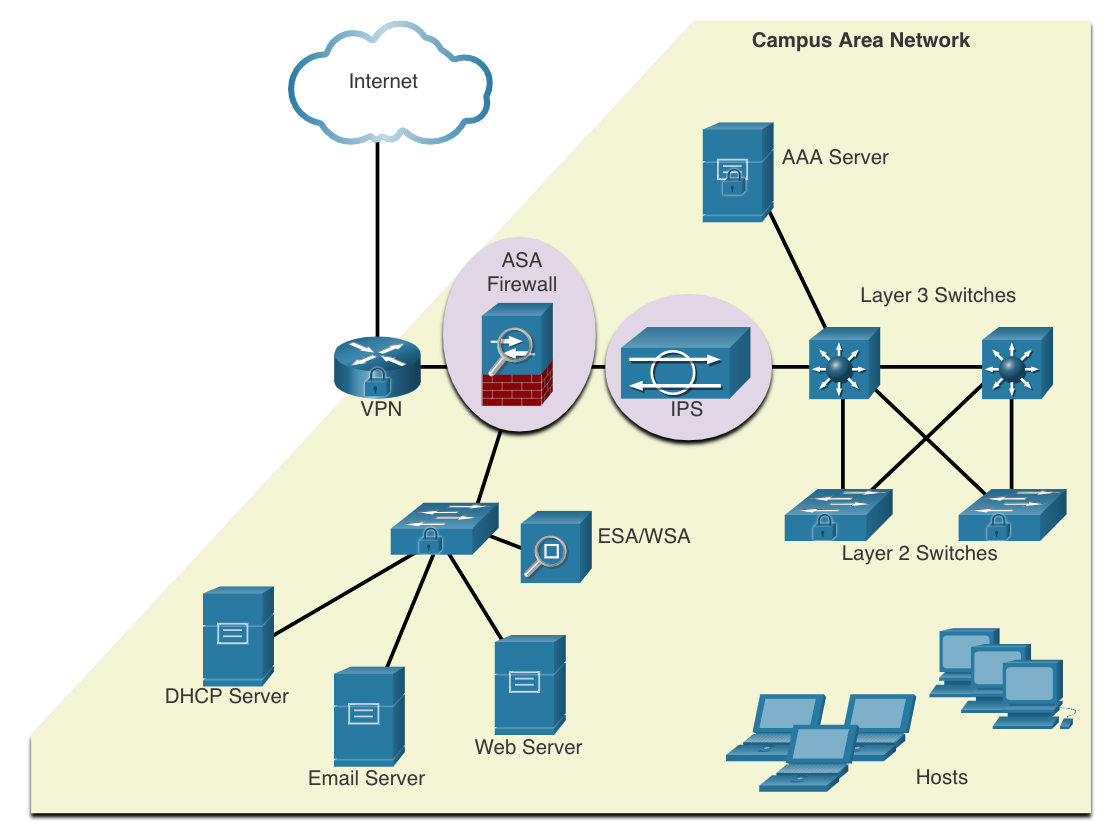 Campus Area Network
Internet
AAA Server
ASA
Firewall
Layer 3 Switches
VPN
IPS
ESA/WSA
Layer 2 Switches
DHCP Server
Web Server
Email Server
Hosts